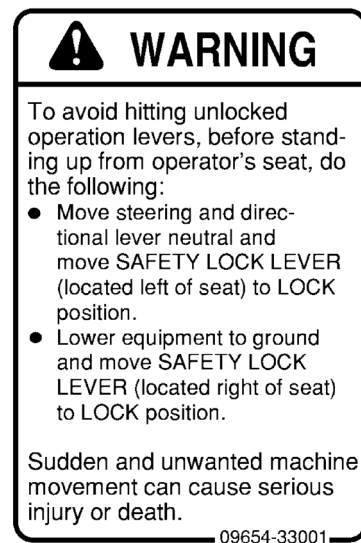 WARNING
To avoid hitting unlocked
operation levers, before stand-
ing up from operator's seat, do
the following:
● Move steering and direc-
tional lever neutral and
move SAFETY LOCK LEVER
(located left of seat) to LOCK
position.
● Lower equipment to ground
and move SAFETY LOCK
LEVER (located right of seat)
to LOCK position.
Sudden and unwanted machine
movement can cause serious
injury or death.
09654-33001